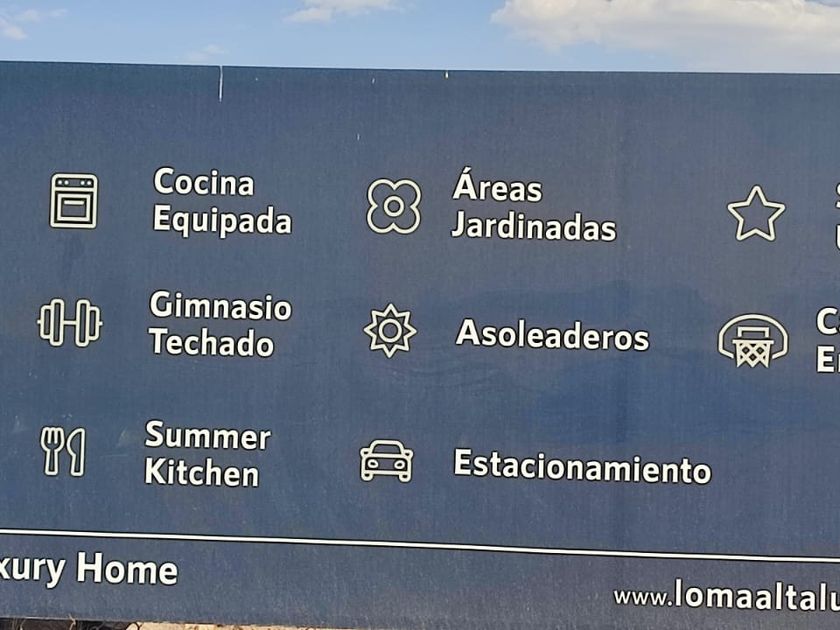 Cocina
Equipada
Áreas
Jardinadas
Gimnasio
Techado
Asoleaderos
Summer
Kitchen
Estacionamiento
xury Home
www.lomaaltalu